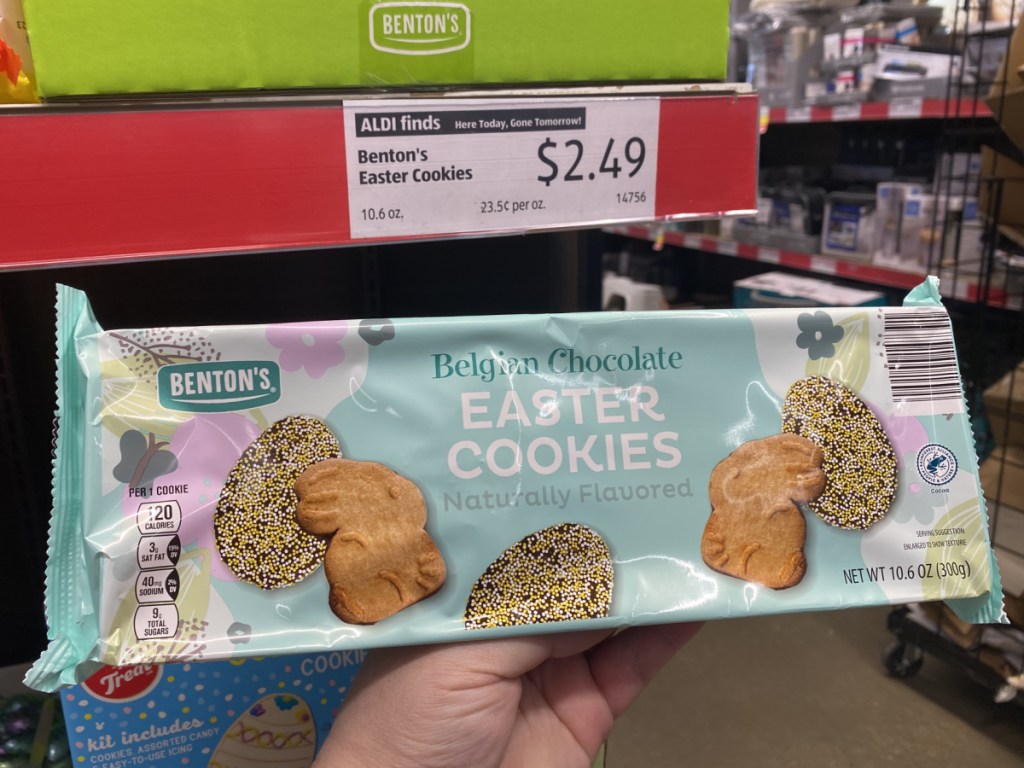 BENTON'S®
ALDI finds Here Today, Gone Tomorrow!
Benton's
Easter Cookies
$2.49
10.6 oz.
23.5¢ per oz.
14756
BENTON'S®
Belgian Chocolate
EASTER
COOKIES
Naturally Flavored
PER 1 COOKIE
120
CALORIES
3g
SAT FAT
40mg
SODIUM
2%
DV
9g
TOTAL
SUGARS
Cocoa
SERVING SUGGESTION
ENLARGED TO SHOW TEXTURE
NET WT 10.6 OZ (300g)
kit includes
COOKIES, ASSORTED CANDY
EASY-TO-USE ICING